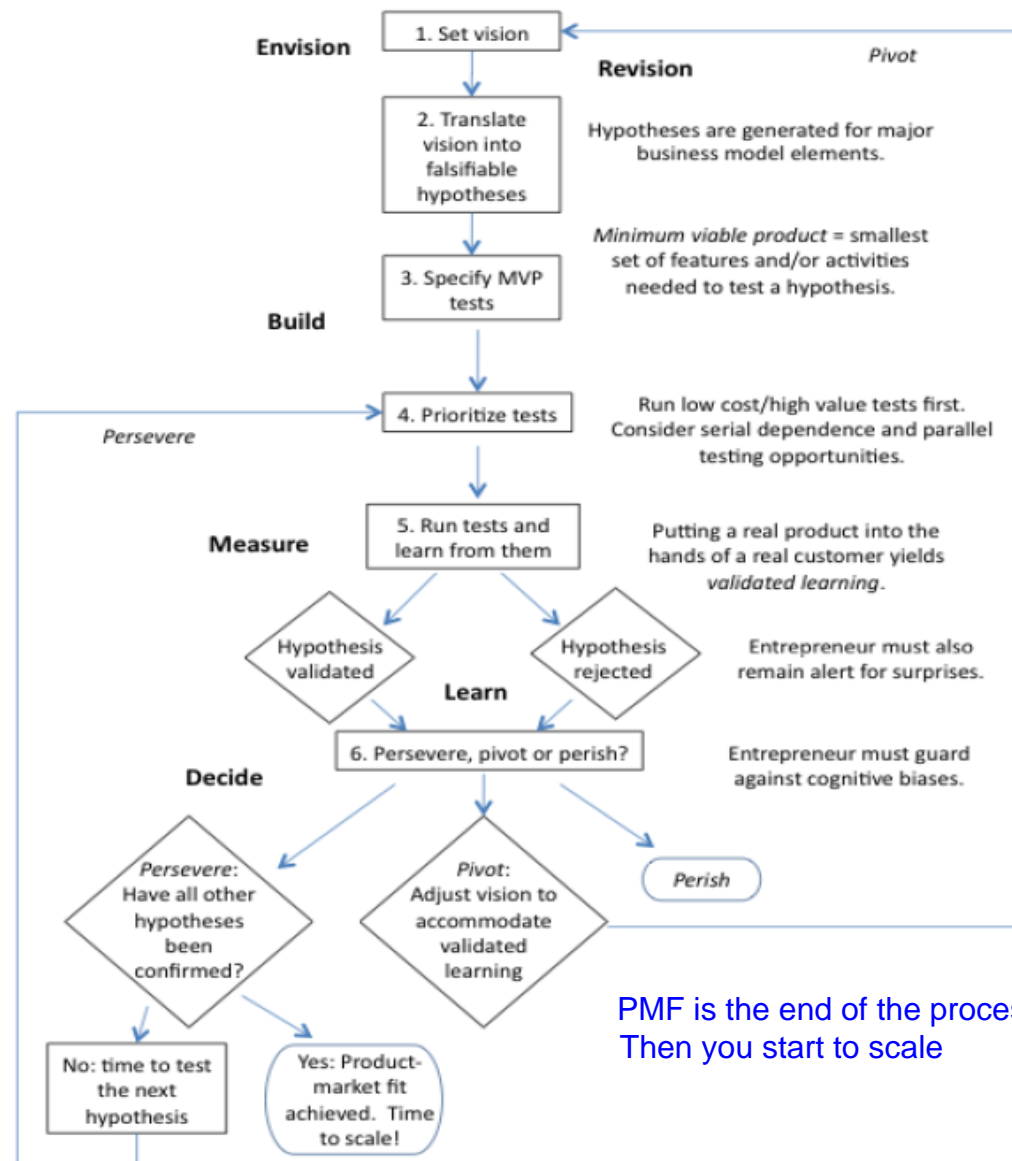 1. Set vision
Envision
Pivot
Revision
2. Translate
vision into
falsifiable
hypotheses
Hypotheses are generated for major
business model elements.
Minimum viable product = smallest
set of features and/or activities
needed to test a hypothesis.
3. Specify MVP
tests
Build
4. Prioritize tests
Persevere
Run low cost/high value tests first.
Consider serial dependence and parallel
testing opportunities.
5. Run tests and
learn from them
Measure
Putting a real product into the
hands of a real customer yields
validated learning.
Hypothesis
validated
Hypothesis
rejected
Entrepreneur must also
remain alert for surprises.
Learn
6. Persevere, pivot or perish?
Decide
Entrepreneur must guard
against cognitive biases.
Persevere:
Have all other
hypotheses
been
confirmed?
Pivot:
Adjust vision to
accommodate
validated
learning
Perish
PMF is the end of the proces
Then you start to scale
No: time to test
the next
hypothesis
Yes: Product-
market fit
achieved. Time
to scale!